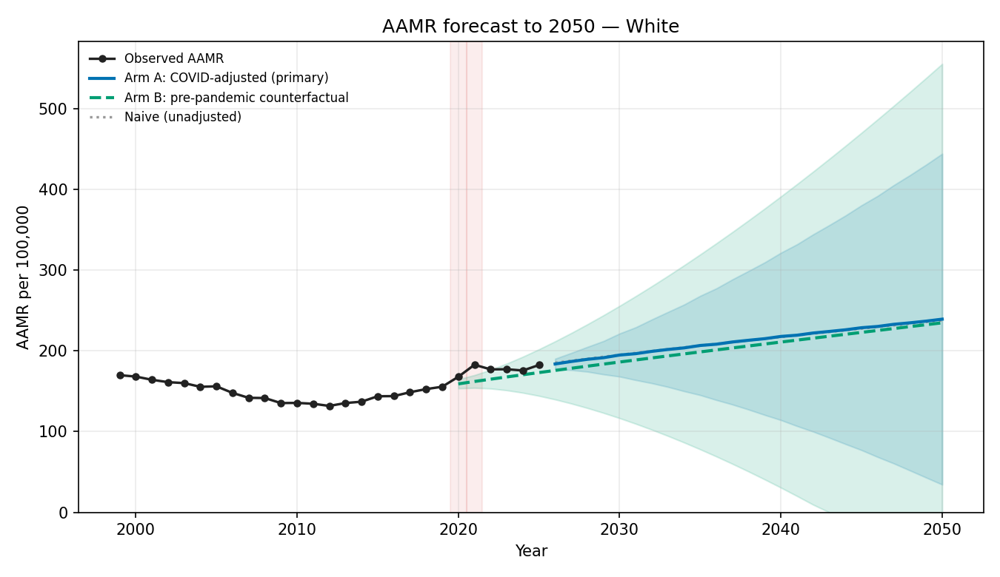 AAMR forecast to 2050 — White
Observed AAMR
Arm A: COVID-adjusted (primary)
Arm B: pre-pandemic counterfactual
Naive (unadjusted)
AAMR per 100,000
500
400
300
200
100
0
2000 2010 2020 2030 2040 2050
Year